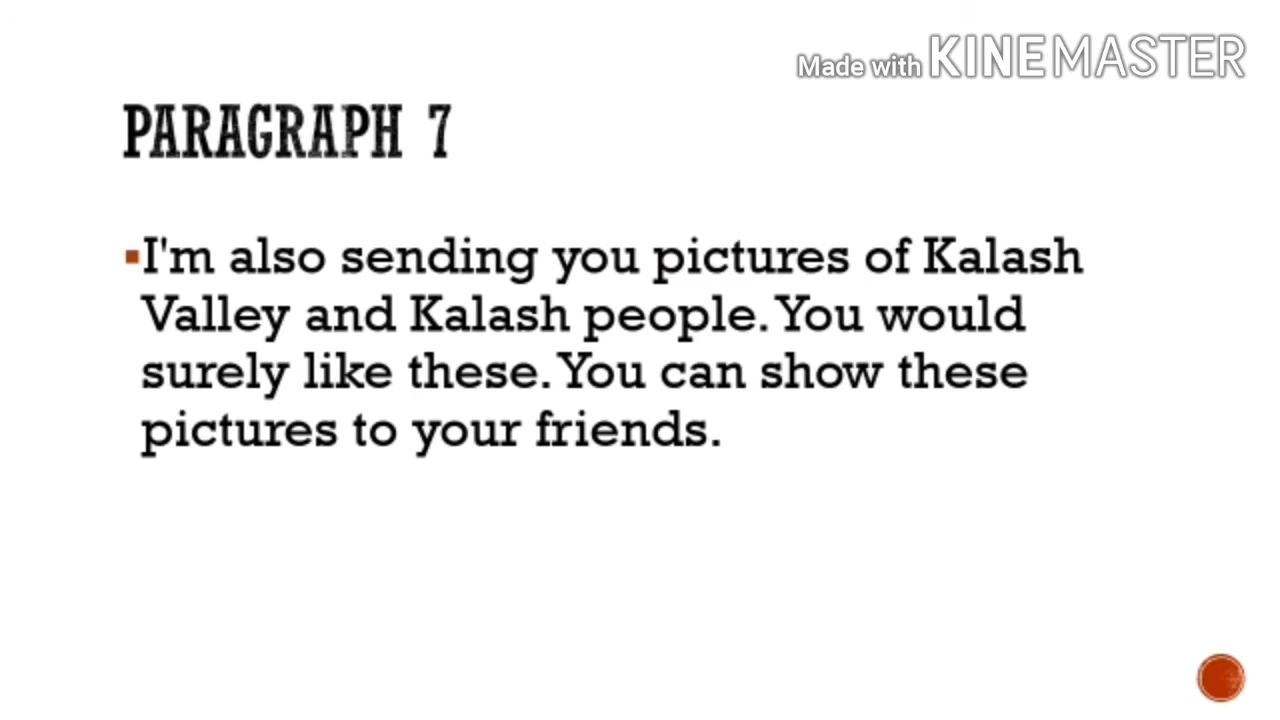 Made with KINEMASTER
PARAGRAPH 7
I'm also sending you pictures of Kalash
Valley and Kalash people. You would
surely like these. You can show these
pictures to your friends.